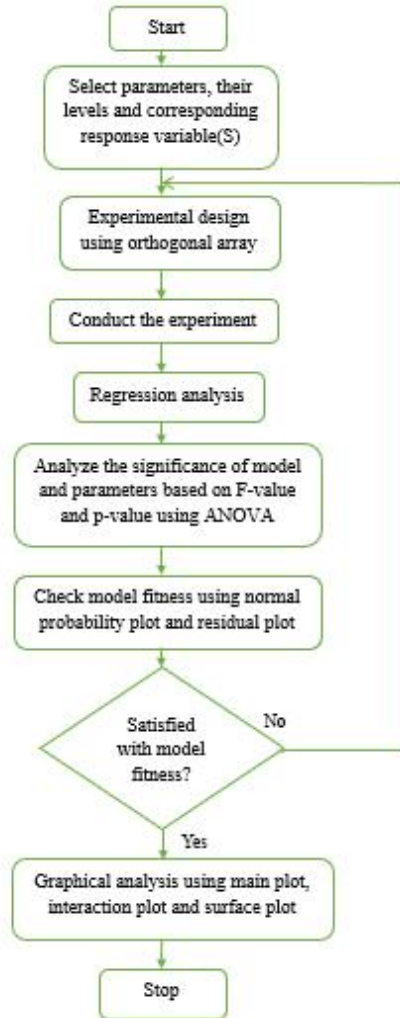 Start
Select parameters, their
levels and corresponding
response variable(S)
Experimental design
using orthogonal array
Conduct the experiment
Regression analysis
Analyze the significance of model
and parameters based on F-value
and p-value using ANOVA
Check model fitness using normal
probability plot and residual plot
Satisfied
with model
fitness?
No
Yes
Graphical analysis using main plot,
interaction plot and surface plot
Stop